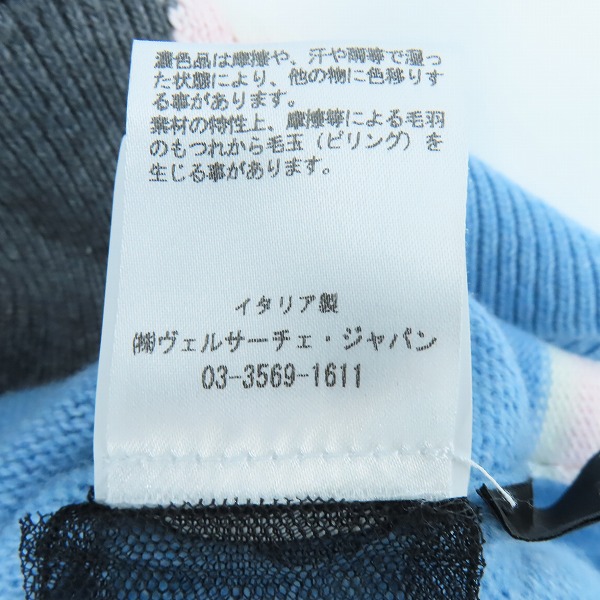 濃色品は摩擦や、汗や雨等で湿っ
た状態により、他の物に色移りす
る事があります。
素材の特性上、摩擦等による毛羽
のもつれから毛玉（ピリング）を
生じる事があります。
イタリア製
㈱ヴェルサーチェ・ジャパン
03-3569-1611